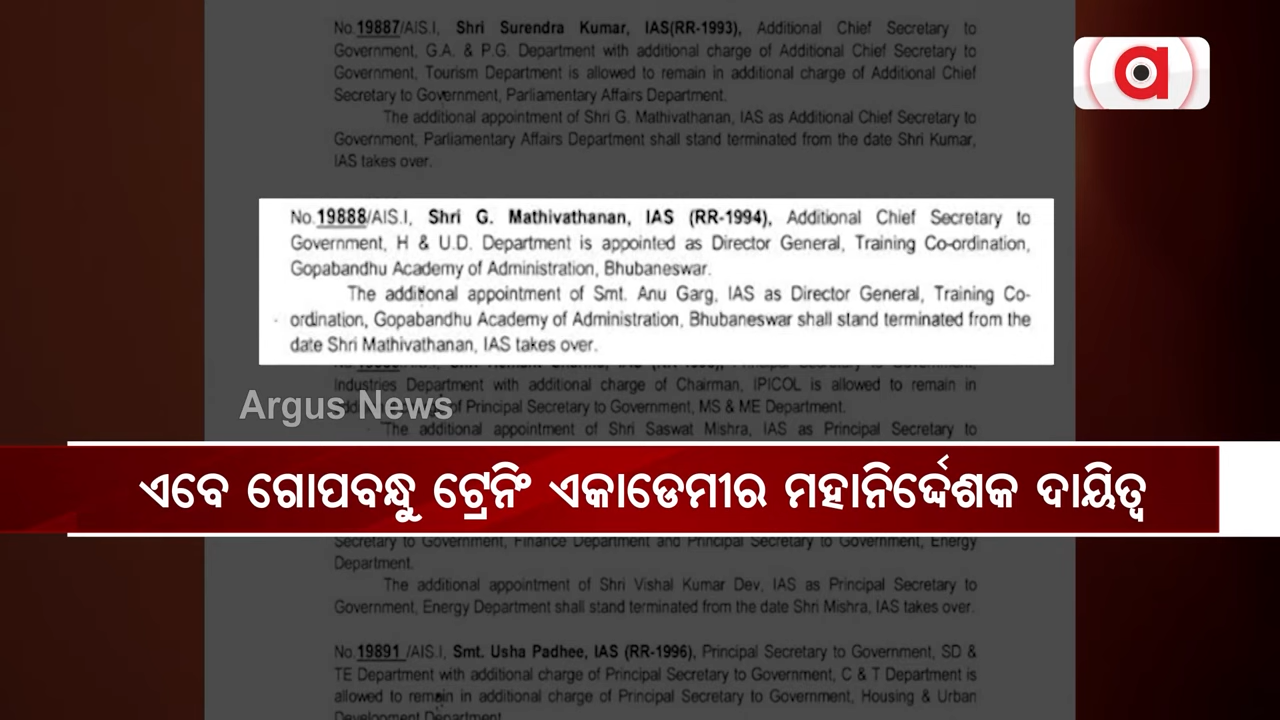 No.19887/AIS.I, Shri Surendra Kumar, IAS(RR-1993), Additional Chief Secretary to
Government, G.A. & P.G. Department with additional charge of Additional Chief Secretary to
Government, Tourism Department is allowed to remain in additional charge of Additional Chief
Secretary to Government, Parliamentary Affairs Department.
The additional appointment of Shri G. Mathivathanan, IAS as Additional Chief Secretary to
Government, Parliamentary Affairs Department shall stand terminated from the date Shri Kumar,
IAS takes over.
a
No.19888/AIS.I, Shri G. Mathivathanan, IAS (RR-1994), Additional Chief Secretary to
Government, H & U.D. Department is appointed as Director General, Training Co-ordination,
Gopabandhu Academy of Administration, Bhubaneswar.
The additional appointment of Smt. Anu Garg, IAS as Director General, Training Co-
ordination, Gopabandhu Academy of Administration, Bhubaneswar shall stand terminated from the
date Shri Mathivathanan, IAS takes over.
Industries Department with additional charge of Chairman, IPICOL is allowed to remain in
of Principal Secretary to Government, MS & ME Department.
Argus News
The additional appointment of Shri Saswat Mishra, IAS as Principal Secretary to
ଏବେ ଗୋପବନ୍ଧୁ ଟ୍ରେନିଂ ଏକାଡେମୀର ମହାନିର୍ଦ୍ଦେଶକ ଦାୟିତ୍ୱ
Secretary to Government, Finance Department and Principal Secretary to Government, Energy
Department.
The additional appointment of Shri Vishal Kumar Dev, IAS as Principal Secretary to
Government, Energy Department shall stand terminated from the date Shri Mishra, IAS takes over.
No.19891 /AIS.I, Smt. Usha Padhee, IAS (RR-1996), Principal Secretary to Government, SD &
TE Department with additional charge of Principal Secretary to Government, C & T Department is
allowed to remain in additional charge of Principal Secretary to Government, Housing & Urban
Development Department